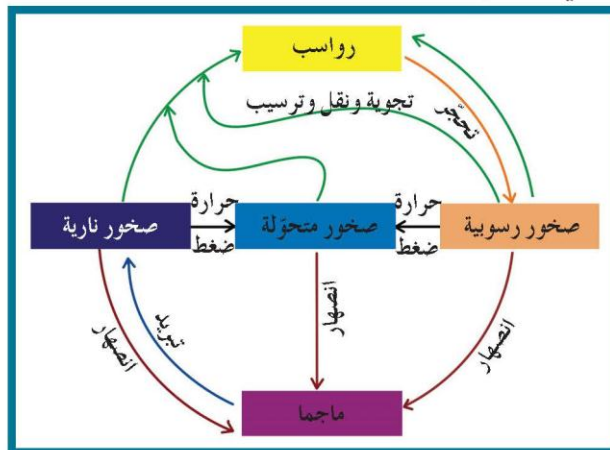 رواسب
تجوية ونقل وترسيب
تحجّر
صخور رسوبية
حرارة
ضغط
صخور متحوّلة
حرارة
ضغط
صخور نارية
انصهار
انصهار
تبريد
انصهار
ماجما